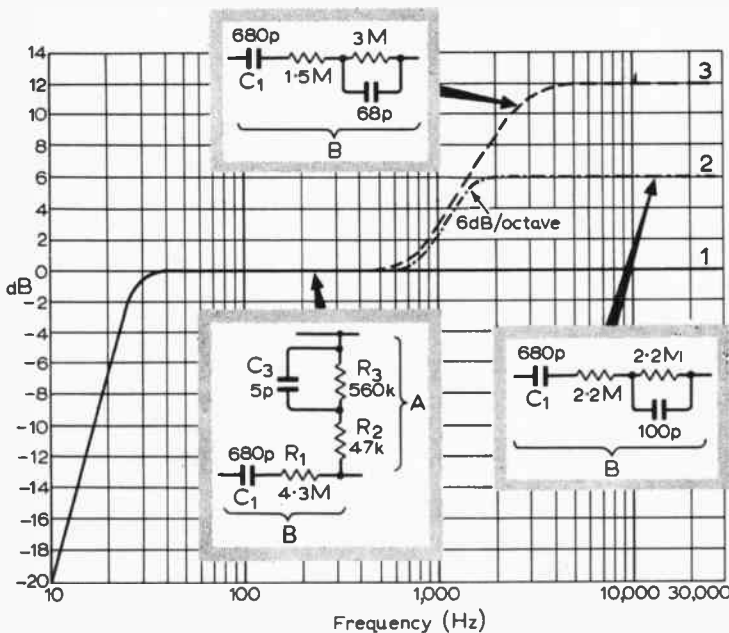 14
12
10
8
6
4
2
0
dB
-2
-4
-6
-8
-10
-12
-14
-16
-18
-20
680p
C1
1·5M
3M
68p
B
3
2
6dB/octave
1
C3
5p
R3
560k
A
R2
47k
680p
C1
R1
4·3M
B
680p
C1
2·2M
2·2M
100p
B
10
100
1,000
10,000
30,000
Frequency (Hz)